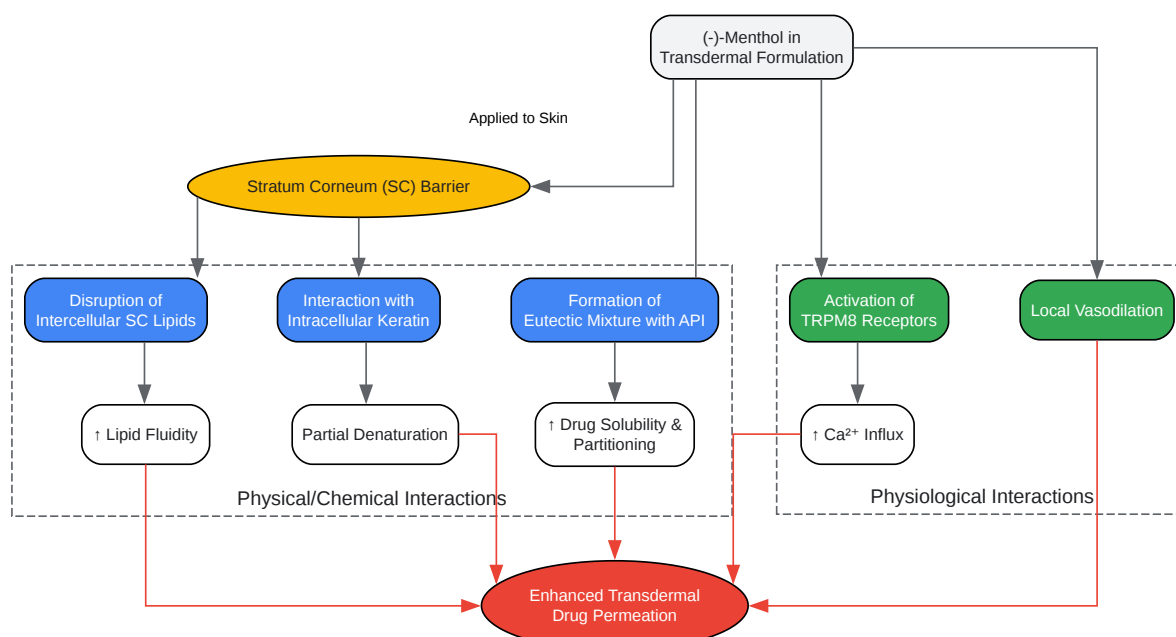 (-)-Menthol in
Transdermal Formulation
Applied to Skin
Stratum Corneum (SC) Barrier
Disruption of
Intercellular SC Lipids
Interaction with
Intracellular Keratin
Formation of
Eutectic Mixture with API
Activation of
TRPM8 Receptors
Local Vasodilation
↑ Lipid Fluidity
Partial Denaturation
↑ Drug Solubility &
Partitioning
↑ Ca²⁺ Influx
Physical/Chemical Interactions
Physiological Interactions
Enhanced Transdermal
Drug Permeation